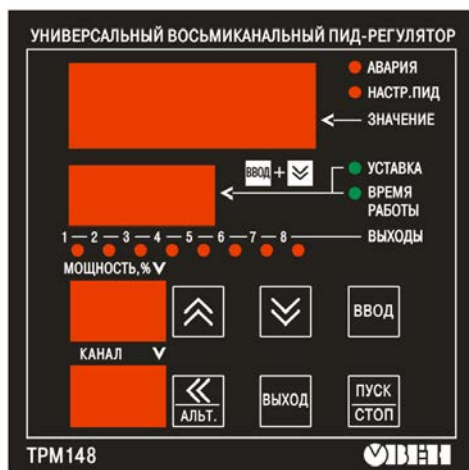 УНИВЕРСАЛЬНЫЙ ВОСЬМИКАНАЛЬНЫЙ ПИД-РЕГУЛЯТОР
АВАРИЯ
НАСТР.ПИД
ЗНАЧЕНИЕ
ВВОД +
УСТАВКА
ВРЕМЯ
РАБОТЫ
1 2 3 4 5 6 7 8 ВЫХОДЫ
МОЩНОСТЬ,%
ВВОД
КАНАЛ
АЛЬТ.
ВЫХОД
ПУСК
СТОП
ТРМ148
ОВЕН